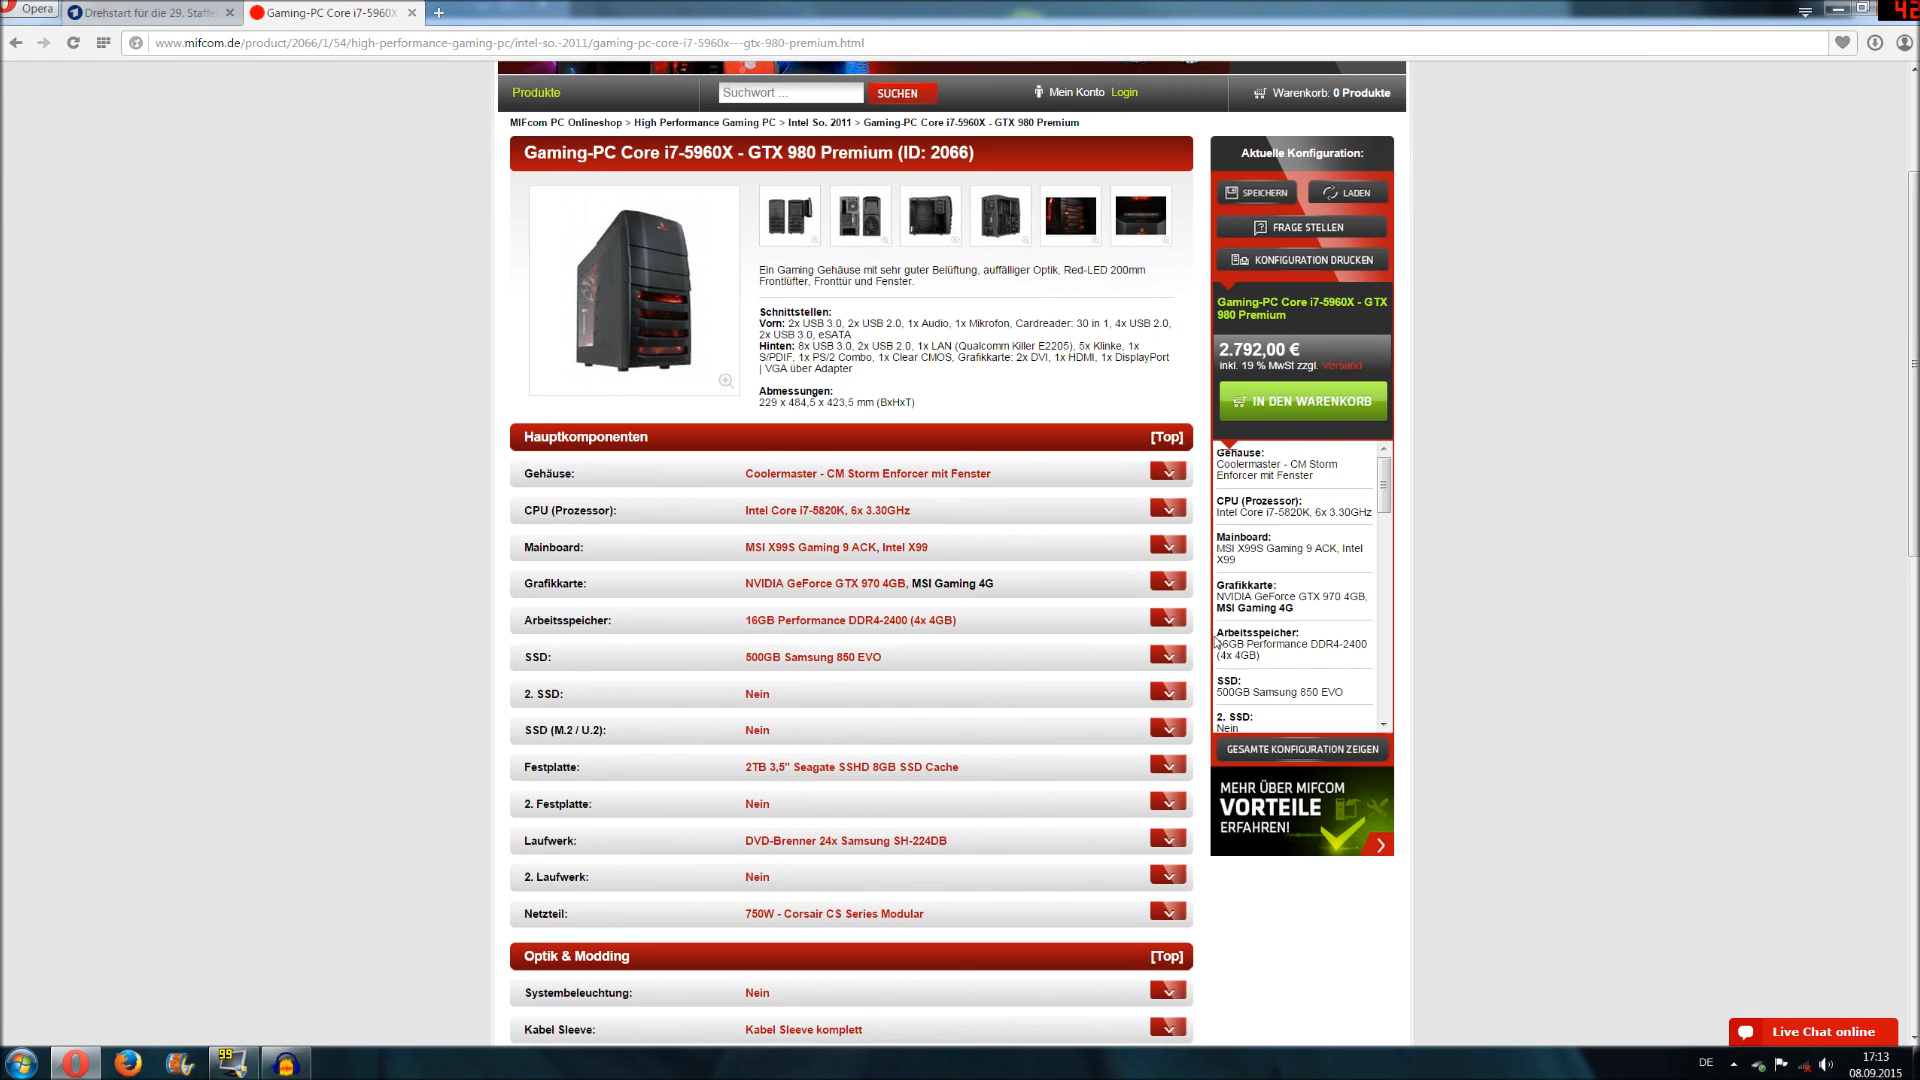 Opera
Drehstart für die 29. Staffel
Gaming-PC Core i7-5960X
42
www.mifcom.de/product/2066/1/54/high-performance-gaming-pc/intel-so.-2011/gaming-pc-core-i7-5960x---gtx-980-premium.html
Produkte
Suchwort ...
SUCHEN
Mein Konto Login
Warenkorb: 0 Produkte
MIFcom PC Onlineshop > High Performance Gaming PC > Intel So. 2011 > Gaming-PC Core i7-5960X - GTX 980 Premium
Gaming-PC Core i7-5960X - GTX 980 Premium (ID: 2066)
Ein Gaming Gehäuse mit sehr guter Belüftung, auffälliger Optik, Red-LED 200mm
Frontlüfter, Fronttür und Fenster.
Schnittstellen:
Vorn: 2x USB 3.0, 2x USB 2.0, 1x Audio, 1x Mikrofon, Cardreader: 30 in 1, 4x USB 2.0,
2x USB 3.0, eSATA
Hinten: 8x USB 3.0, 2x USB 2.0, 1x LAN (Qualcomm Killer E2205), 5x Klinke, 1x
S/PDIF, 1x PS/2 Combo, 1x Clear CMOS, Grafikkarte: 2x DVI, 1x HDMI, 1x DisplayPort
| VGA über Adapter
Abmessungen:
229 x 484,5 x 423,5 mm (BxHxT)
Hauptkomponenten [Top]
Gehäuse: Coolermaster - CM Storm Enforcer mit Fenster
CPU (Prozessor): Intel Core i7-5820K, 6x 3.30GHz
Mainboard: MSI X99S Gaming 9 ACK, Intel X99
Grafikkarte: NVIDIA GeForce GTX 970 4GB, MSI Gaming 4G
Arbeitsspeicher: 16GB Performance DDR4-2400 (4x 4GB)
SSD: 500GB Samsung 850 EVO
2. SSD: Nein
SSD (M.2 / U.2): Nein
Festplatte: 2TB 3,5" Seagate SSHD 8GB SSD Cache
2. Festplatte: Nein
Laufwerk: DVD-Brenner 24x Samsung SH-224DB
2. Laufwerk: Nein
Netzteil: 750W - Corsair CS Series Modular
Optik & Modding [Top]
Systembeleuchtung: Nein
Kabel Sleeve: Kabel Sleeve komplett
Aktuelle Konfiguration:
SPEICHERN
LADEN
FRAGE STELLEN
KONFIGURATION DRUCKEN
Gaming-PC Core i7-5960X - GTX
980 Premium
2.792,00 €
inkl. 19 % MwSt zzgl. Versand
IN DEN WARENKORB
Gehäuse:
Coolermaster - CM Storm
Enforcer mit Fenster
CPU (Prozessor):
Intel Core i7-5820K, 6x 3.30GHz
Mainboard:
MSI X99S Gaming 9 ACK, Intel
X99
Grafikkarte:
NVIDIA GeForce GTX 970 4GB,
MSI Gaming 4G
Arbeitsspeicher:
16GB Performance DDR4-2400
(4x 4GB)
SSD:
500GB Samsung 850 EVO
2. SSD:
Nein
GESAMTE KONFIGURATION ZEIGEN
MEHR ÜBER MIFCOM
VORTEILE
ERFAHREN!
Live Chat online
99
DE
17:13
08.09.2015